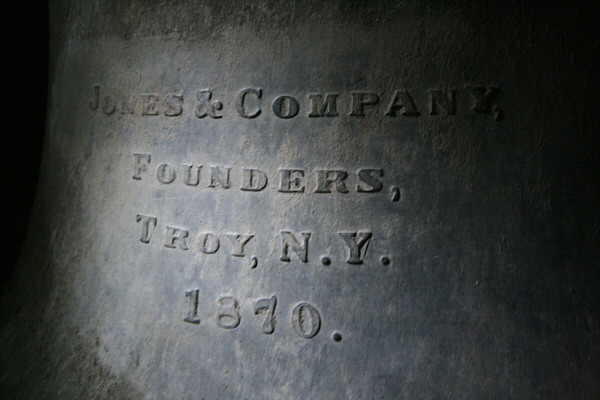 Jones & Company,
Founders,
Troy, N.Y.
1870.